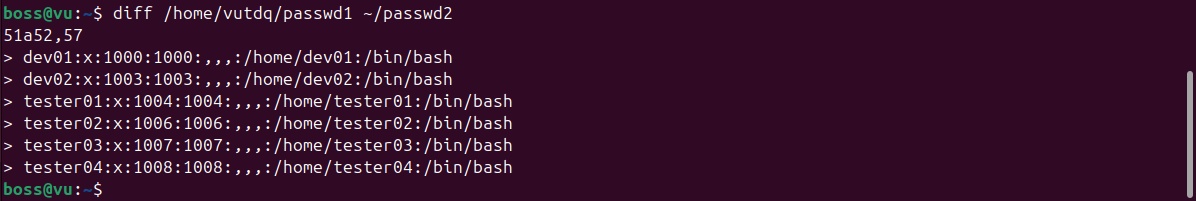 boss@vu:~$ diff /home/vutdq/passwd1 ~/passwd2
51a52,57
> dev01:x:1000:1000:,,,:/home/dev01:/bin/bash
> dev02:x:1003:1003:,,,:/home/dev02:/bin/bash
> tester01:x:1004:1004:,,,:/home/tester01:/bin/bash
> tester02:x:1006:1006:,,,:/home/tester02:/bin/bash
> tester03:x:1007:1007:,,,:/home/tester03:/bin/bash
> tester04:x:1008:1008:,,,:/home/tester04:/bin/bash
boss@vu:~$